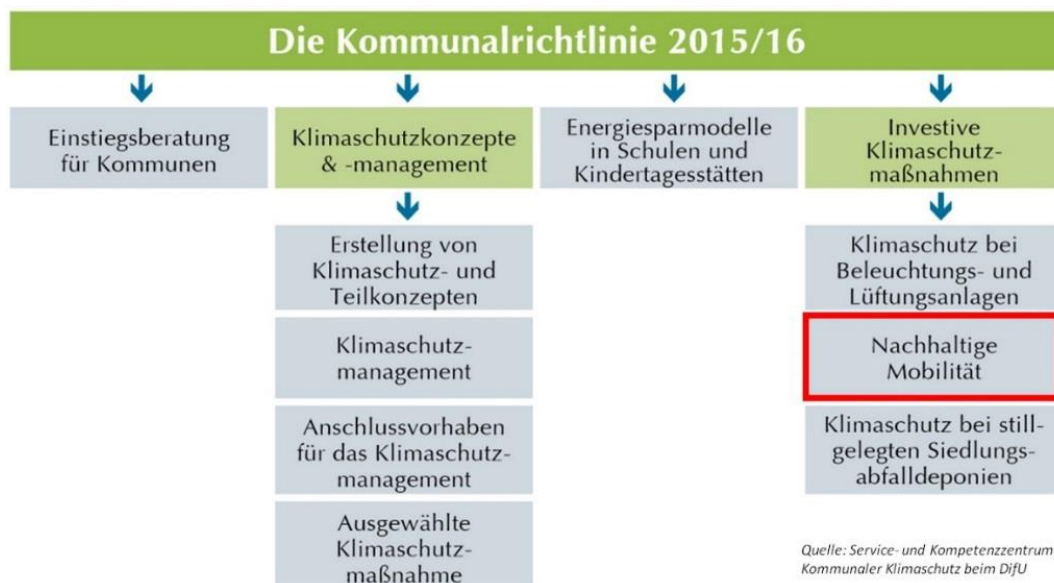 Die Kommunalrichtlinie 2015/16
Einstiegsberatung
für Kommunen
Klimaschutzkonzepte
& -management
Energiesparmodelle
in Schulen und
Kindertagesstätten
Investive
Klimaschutz-
maßnahmen
Erstellung von
Klimaschutz- und
Teilkonzepten
Klimaschutz-
management
Anschlussvorhaben
für das Klimaschutz-
management
Ausgewählte
Klimaschutz-
maßnahme
Klimaschutz bei
Beleuchtungs- und
Lüftungsanlagen
Nachhaltige
Mobilität
Klimaschutz bei still-
gelegten Siedlungs-
abfalldeponien
Quelle: Service- und Kompetenzzentrum
Kommunaler Klimaschutz beim DifU